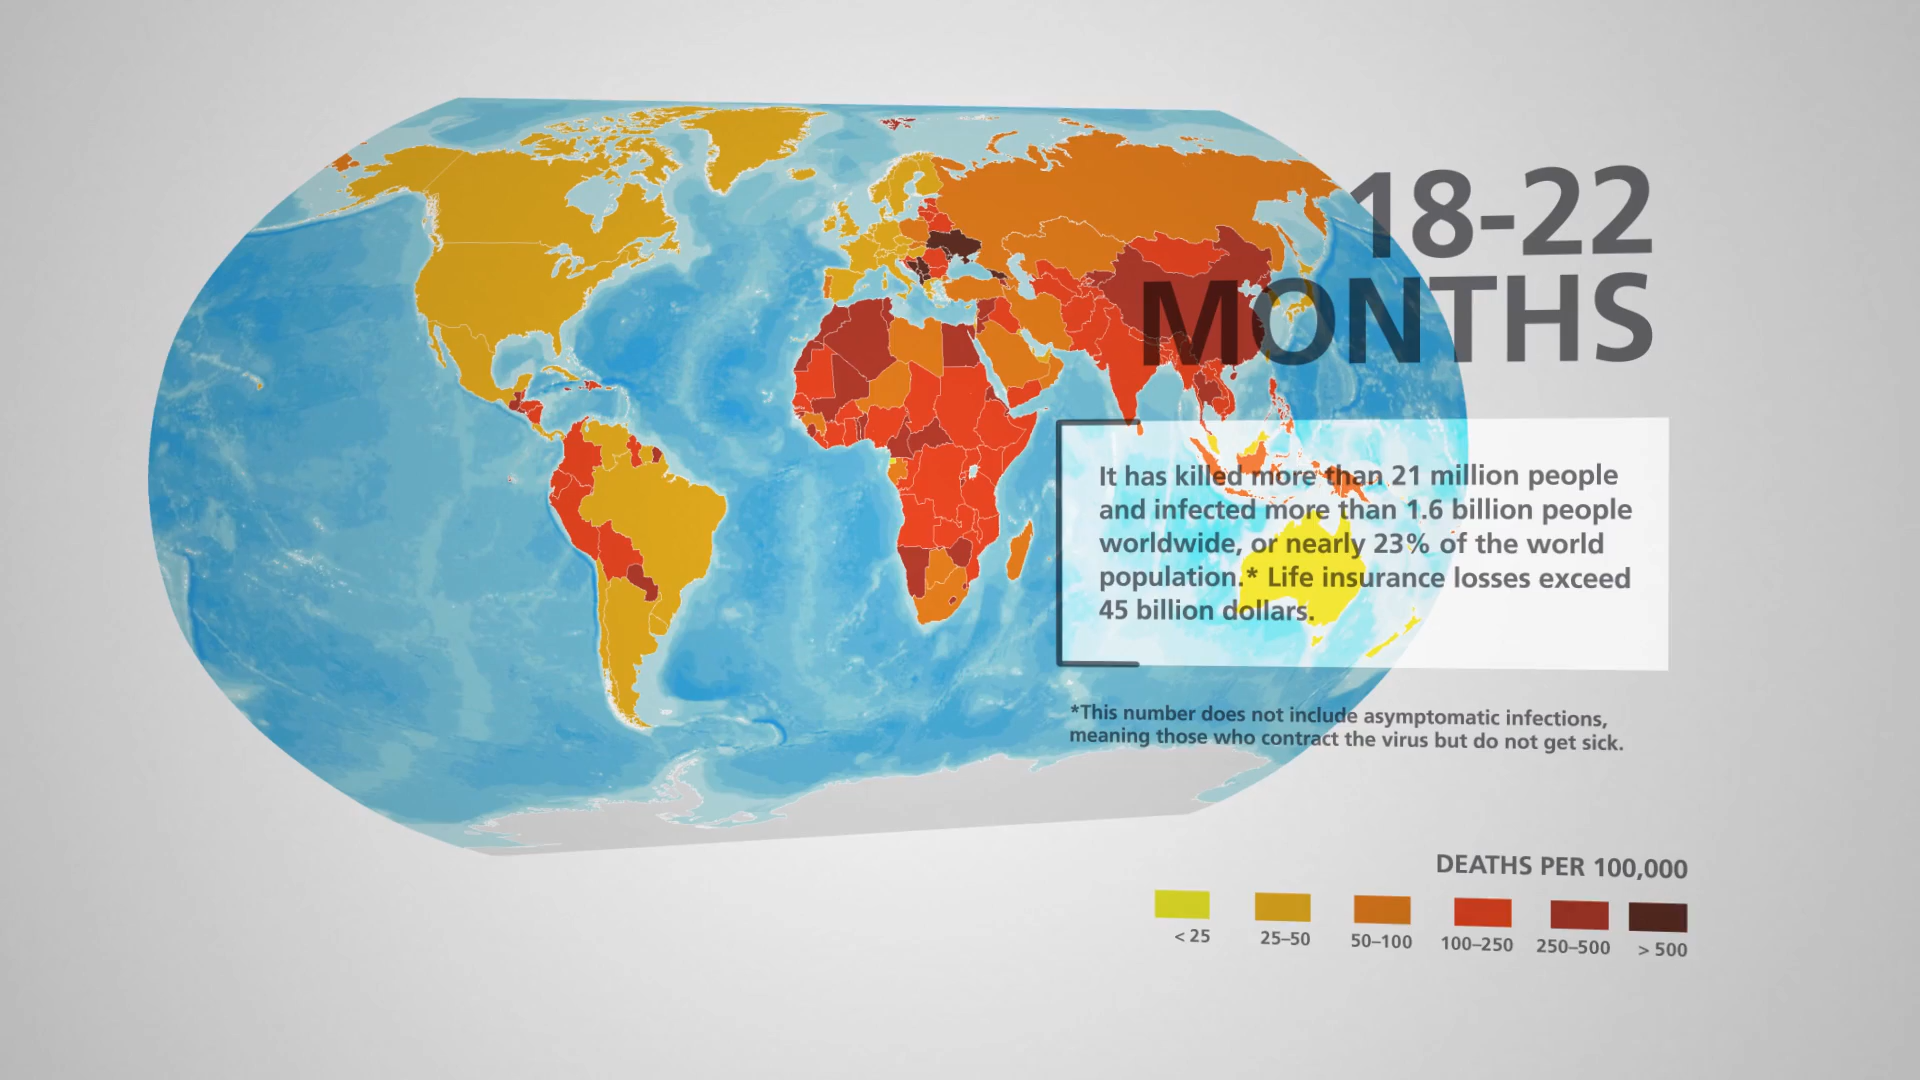 18-22
MONTHS
It has killed more than 21 million people
and infected more than 1.6 billion people
worldwide, or nearly 23% of the world
population.* Life insurance losses exceed
45 billion dollars.
*This number does not include asymptomatic infections,
meaning those who contract the virus but do not get sick.
DEATHS PER 100,000
< 25
25–50
50–100
100–250
250–500
> 500